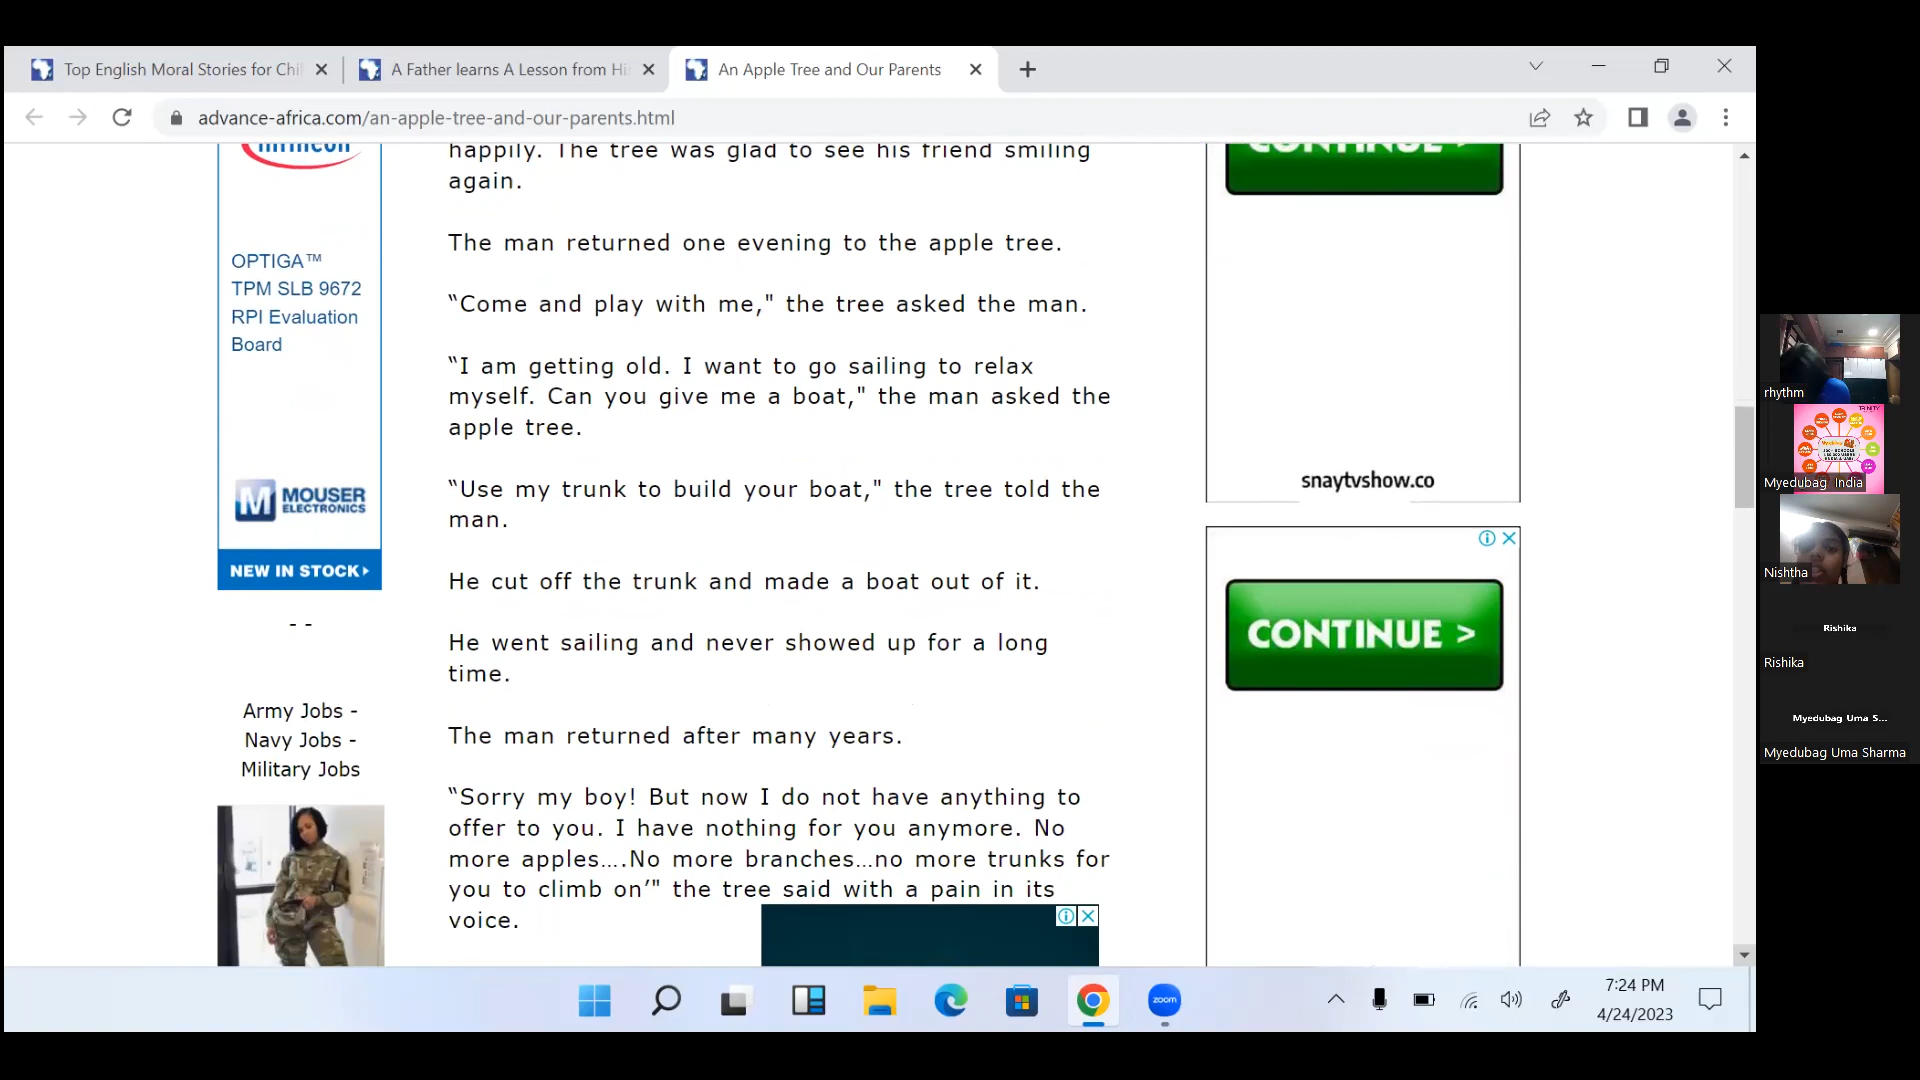 Top English Moral Stories for Chi
A Father learns A Lesson from Hi
An Apple Tree and Our Parents
advance-africa.com/an-apple-tree-and-our-parents.html
OPTIGA™
TPM SLB 9672
RPI Evaluation
Board
M MOUSER
ELECTRONICS
NEW IN STOCK
- -
Army Jobs -
Navy Jobs -
Military Jobs
happily. The tree was glad to see his friend smiling
again.
The man returned one evening to the apple tree.
“Come and play with me," the tree asked the man.
“I am getting old. I want to go sailing to relax
myself. Can you give me a boat," the man asked the
apple tree.
“Use my trunk to build your boat," the tree told the
man.
He cut off the trunk and made a boat out of it.
He went sailing and never showed up for a long
time.
The man returned after many years.
“Sorry my boy! But now I do not have anything to
offer to you. I have nothing for you anymore. No
more apples….No more branches…no more trunks for
you to climb on’" the tree said with a pain in its
voice.
CONTINUE >
snaytvshow.co
CONTINUE >
rhythm
TRINITY
Myedubag India
Nishtha
Rishika
Rishika
Myedubag Uma S...
Myedubag Uma Sharma
zoom
7:24 PM
4/24/2023